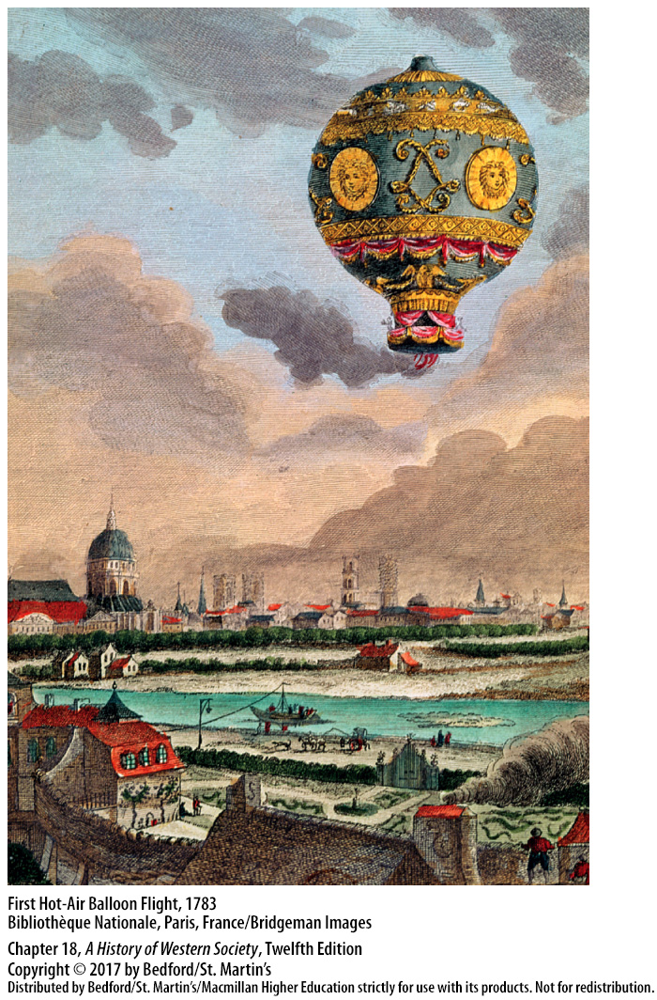 First Hot-Air Balloon Flight, 1783
Bibliothèque Nationale, Paris, France/Bridgeman Images
Chapter 18, A History of Western Society, Twelfth Edition
Copyright © 2017 by Bedford/St. Martin’s
Distributed by Bedford/St. Martin’s/Macmillan Higher Education strictly for use with its products. Not for redistribution.